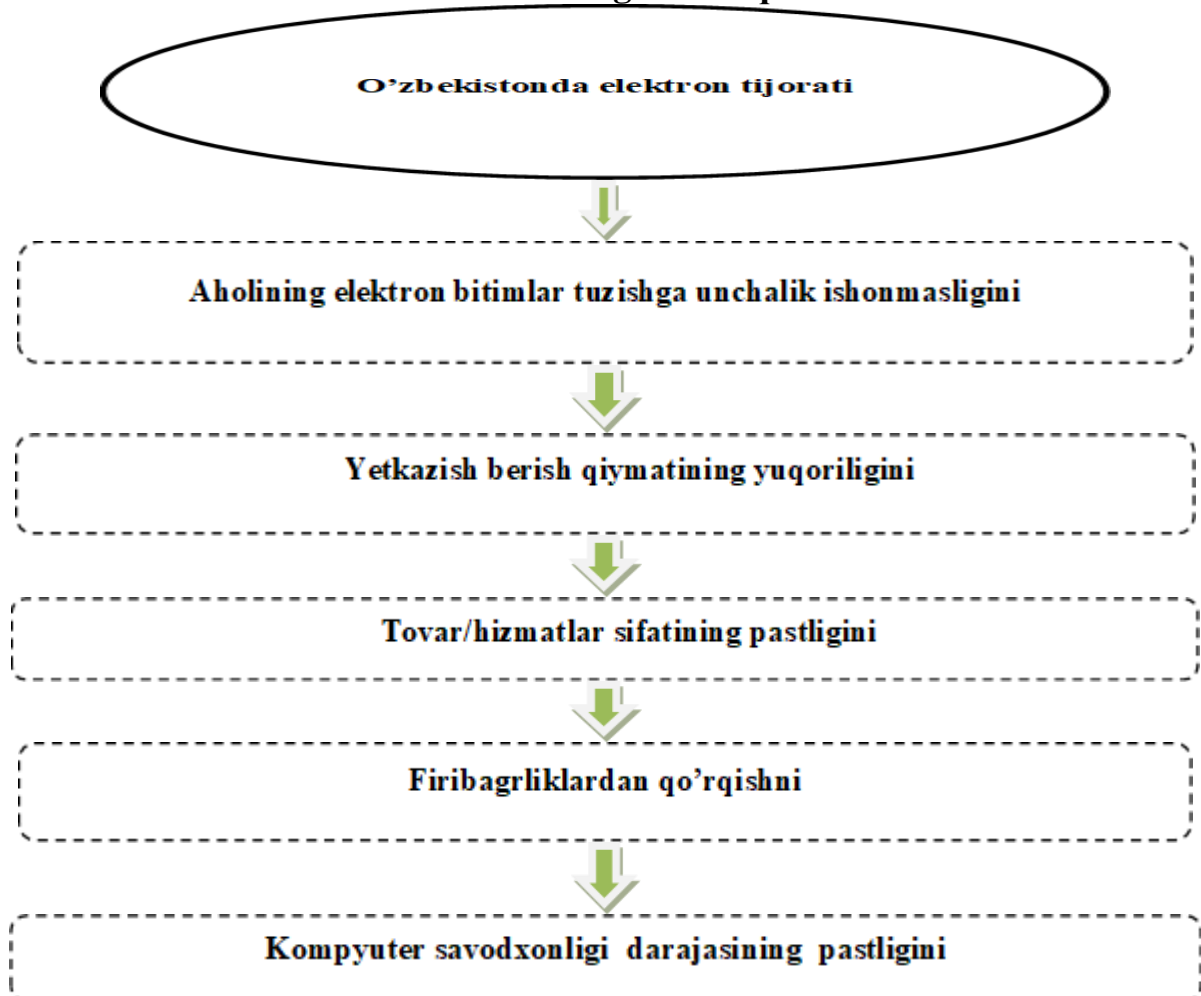 O’zbekistonda elektron tijorati
Aholining elektron bitimlar tuzishga unchalik ishonmasligini
Yetkazish berish qiymatining yuqoriligini
Tovar/hizmatlar sifatining pastligini
Firibagrliklardan qo’rqishni
Kompyuter savodxonligi darajasining pastligini